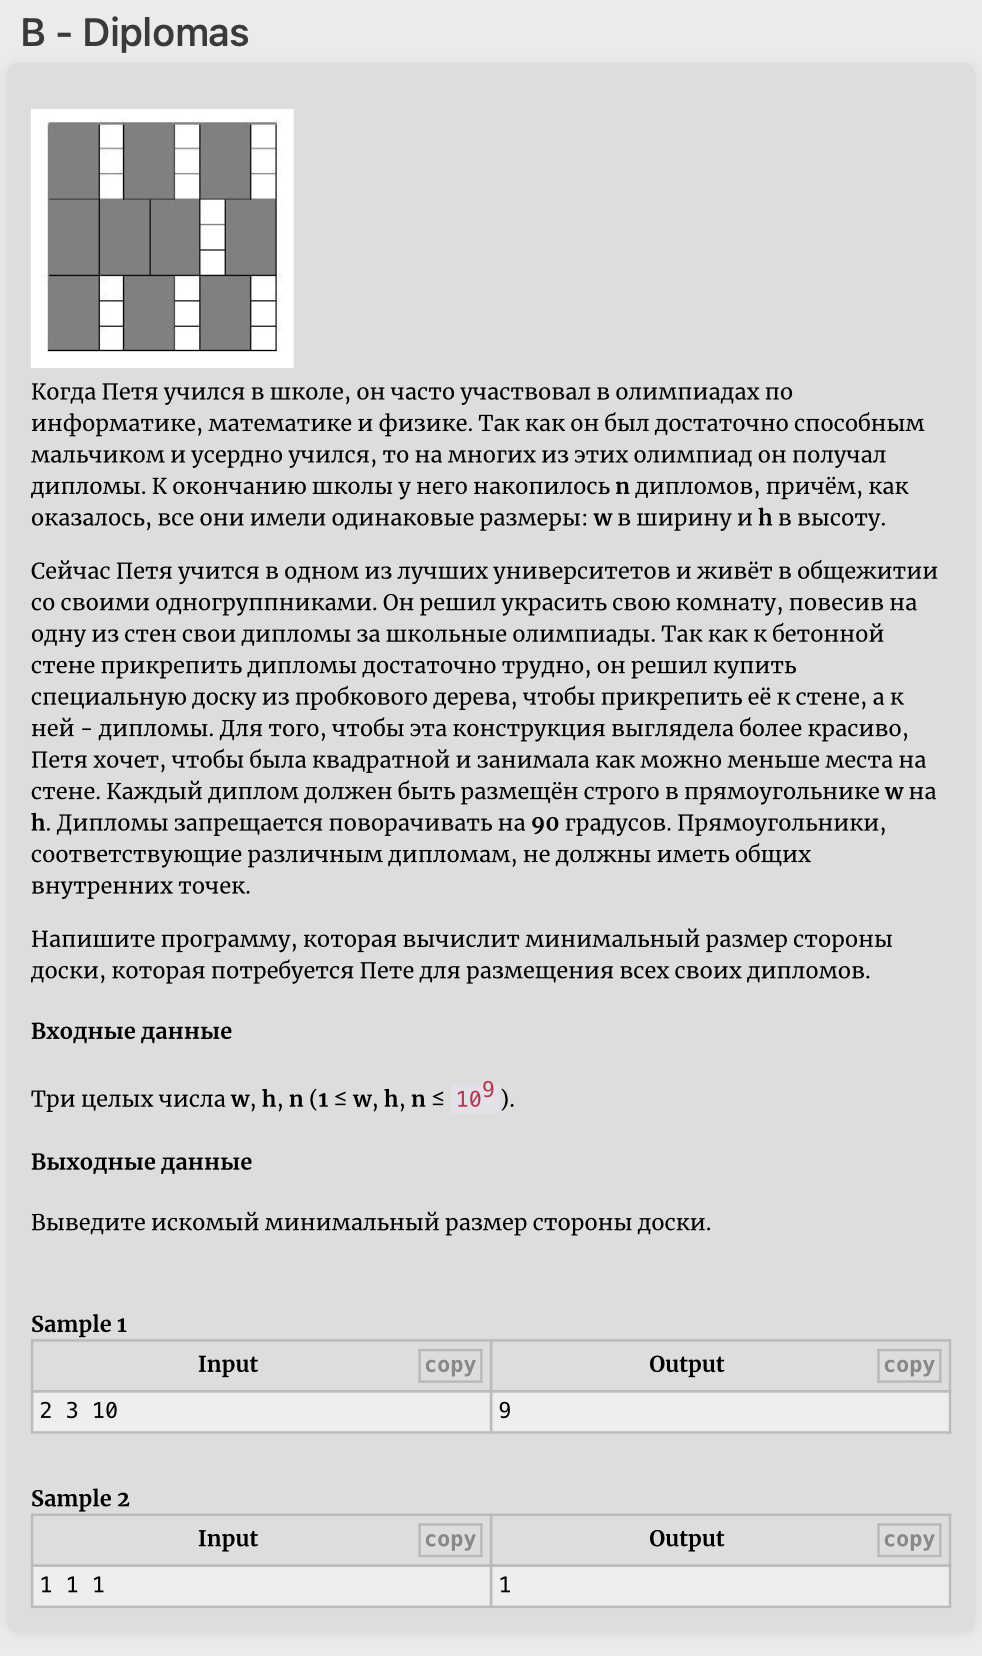 B - Diplomas
Когда Петя учился в школе, он часто участвовал в олимпиадах по
информатике, математике и физике. Так как он был достаточно способным
мальчиком и усердно учился, то на многих из этих олимпиад он получал
дипломы. К окончанию школы у него накопилось n дипломов, причём, как
оказалось, все они имели одинаковые размеры: w в ширину и h в высоту.
Сейчас Петя учится в одном из лучших университетов и живёт в общежитии
со своими одногруппниками. Он решил украсить свою комнату, повесив на
одну из стен свои дипломы за школьные олимпиады. Так как к бетонной
стене прикрепить дипломы достаточно трудно, он решил купить
специальную доску из пробкового дерева, чтобы прикрепить её к стене, а к
ней - дипломы. Для того, чтобы эта конструкция выглядела более красиво,
Петя хочет, чтобы была квадратной и занимала как можно меньше места на
стене. Каждый диплом должен быть размещён строго в прямоугольнике w на
h. Дипломы запрещается поворачивать на 90 градусов. Прямоугольники,
соответствующие различным дипломам, не должны иметь общих
внутренних точек.
Напишите программу, которая вычислит минимальный размер стороны
доски, которая потребуется Пете для размещения всех своих дипломов.
Входные данные
Три целых числа w, h, n (1 ≤ w, h, n ≤ 10^9).
Выходные данные
Выведите искомый минимальный размер стороны доски.
Sample 1
Input copy Output copy
2 3 10 9
Sample 2
Input copy Output copy
1 1 1 1